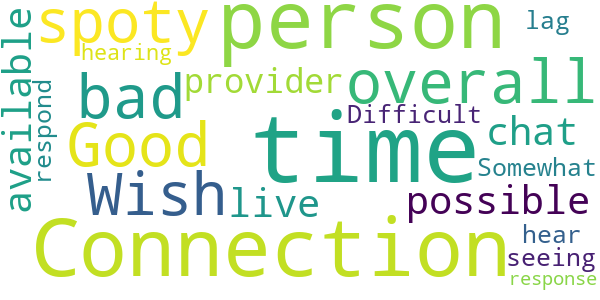 spoty
person
lag
hearing
available
respond
bad
provider
overall
Difficult
Good
time
chat
Somewhat
Wish
live
possible
Connection
hear
seeing
response